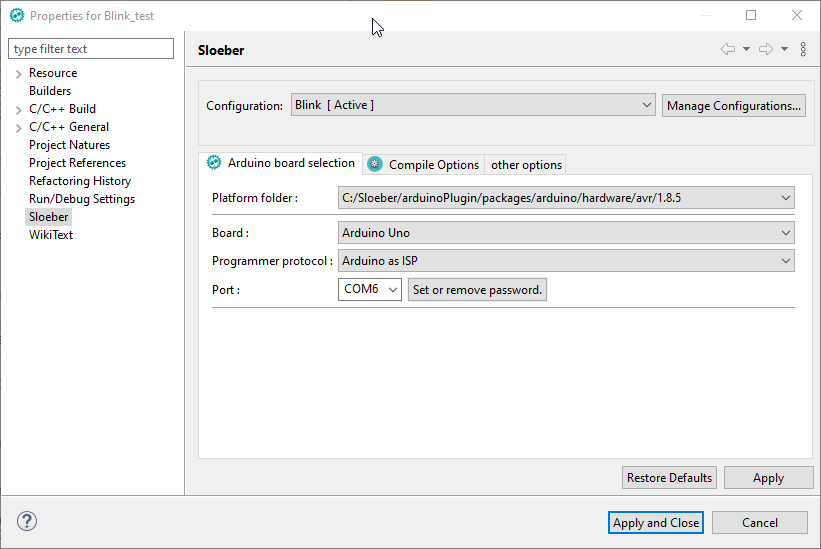 Properties for Blink_test
type filter text
Resource
Builders
C/C++ Build
C/C++ General
Project Natures
Project References
Refactoring History
Run/Debug Settings
Sloeber
WikiText
Sloeber
Configuration: Blink [ Active ] Manage Configurations...
Arduino board selection Compile Options other options
Platform folder : C:/Sloeber/arduinoPlugin/packages/arduino/hardware/avr/1.8.5
Board : Arduino Uno
Programmer protocol : Arduino as ISP
Port : COM6 Set or remove password.
Restore Defaults Apply
? Apply and Close Cancel